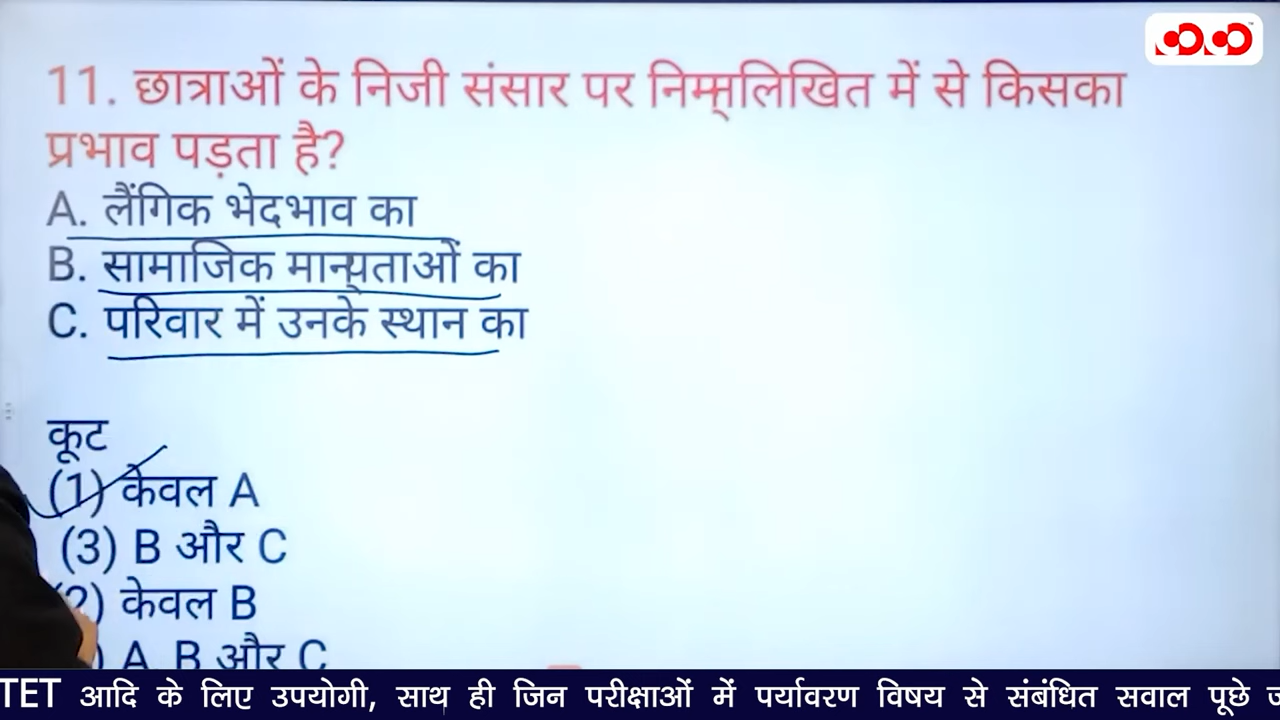 11. छात्राओं के निजी संसार पर निम्नलिखित में से किसका
प्रभाव पड़ता है?
A. लैंगिक भेदभाव का
B. सामाजिक मान्यताओं का
C. परिवार में उनके स्थान का
कूट
(1) केवल A
(3) B और C
(2) केवल B
) A, B और C
TET आदि के लिए उपयोगी, साथ ही जिन परीक्षाओं में पर्यावरण विषय से संबंधित सवाल पूछे